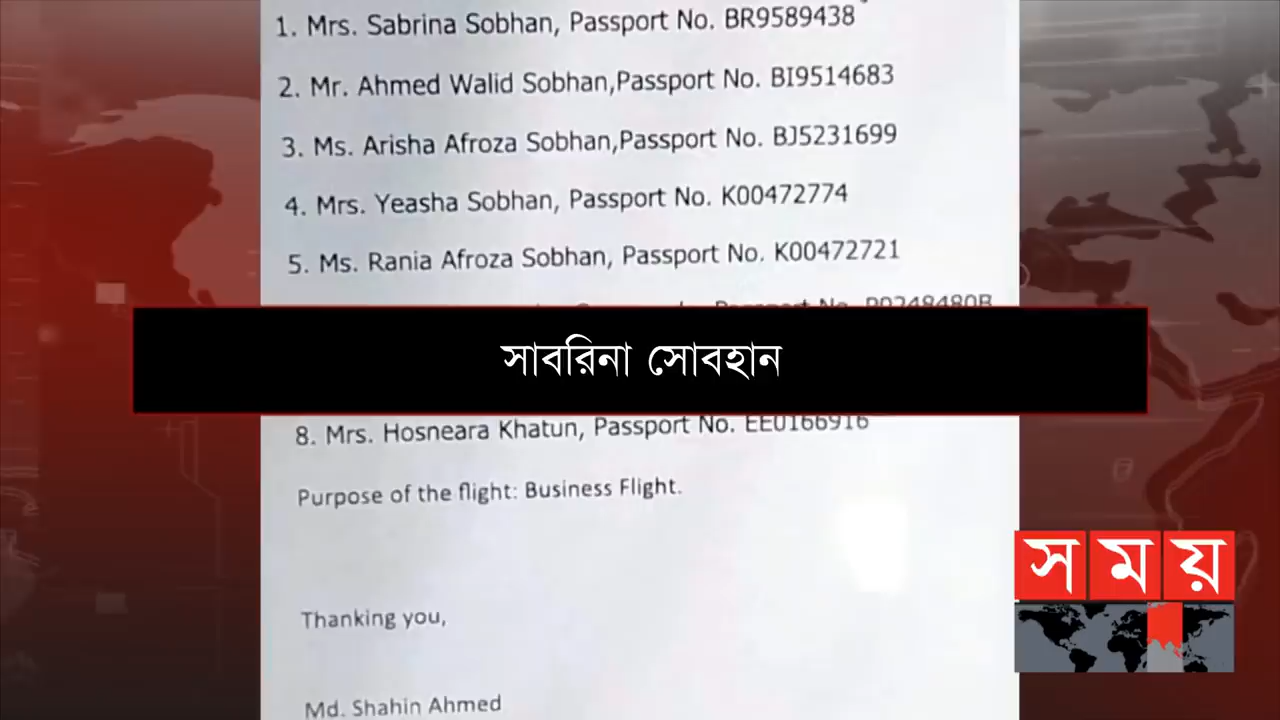 1. Mrs. Sabrina Sobhan, Passport No. BR9589438
2. Mr. Ahmed Walid Sobhan,Passport No. BI9514683
3. Ms. Arisha Afroza Sobhan,Passport No. BJ5231699
4. Mrs. Yeasha Sobhan, Passport No. K00472774
5. Ms. Rania Afroza Sobhan, Passport No. K00472721
Passport No.
সাবরিনা সোবহান
8. Mrs. Hosneara Khatun, Passport No. EE0166916
Purpose of the flight: Business Flight.
সময়
Thanking you,
Md. Shahin Ahmed